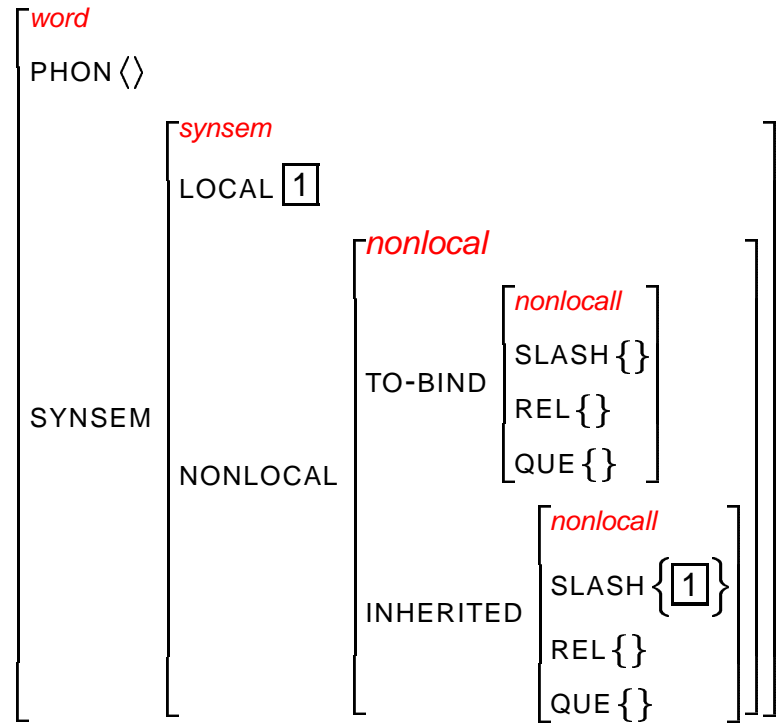 word
PHON ⟨⟩
synsem
LOCAL 1
nonlocal
nonlocall
SLASH {}
TO-BIND
REL {}
SYNSEM
QUE {}
NONLOCAL
nonlocall
SLASH { 1 }
INHERITED
REL {}
QUE {}